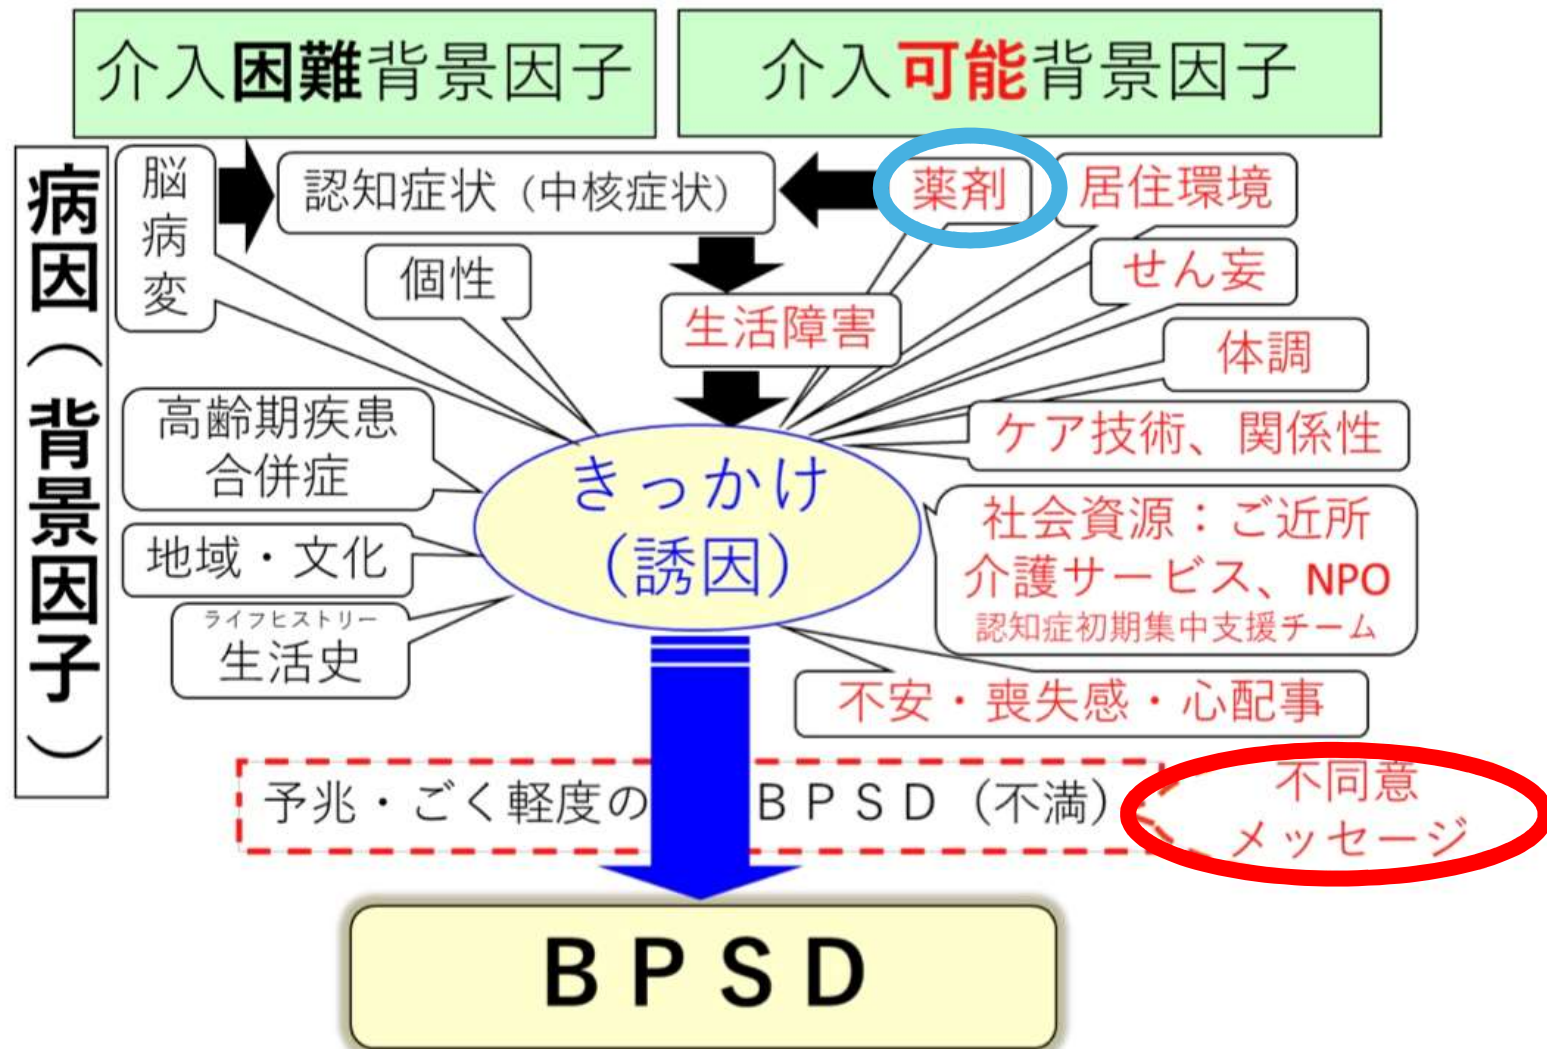 介入困難背景因子
介入可能背景因子
病因（背景因子）
脳病変
認知症状（中核症状）
薬剤
居住環境
個性
せん妄
生活障害
体調
高齢期疾患
合併症
ケア技術、関係性
きっかけ
（誘因）
地域・文化
社会資源：ご近所
介護サービス、NPO
認知症初期集中支援チーム
ライフヒストリー
生活史
不安・喪失感・心配事
予兆・ごく軽度の ＢＰＳＤ（不満）
不同意
メッセージ
ＢＰＳＤ